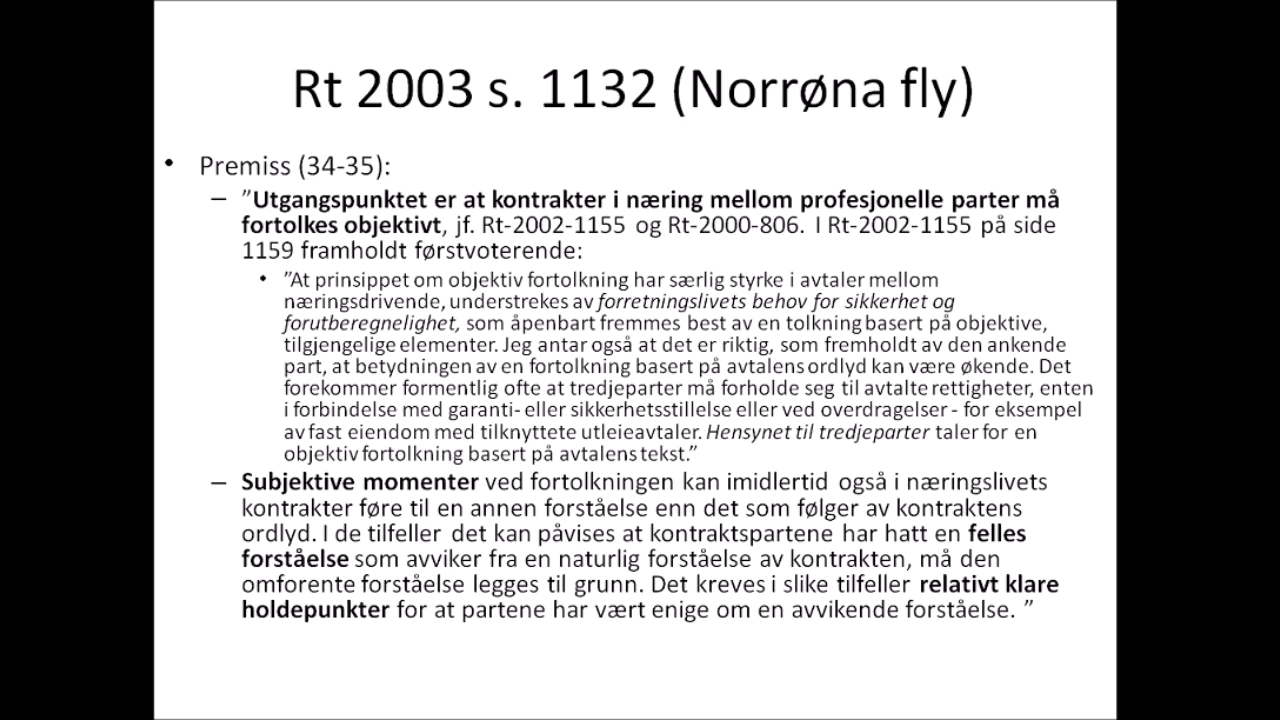 Rt 2003 s. 1132 (Norrøna fly)
• Premiss (34-35):
– ”Utgangspunktet er at kontrakter i næring mellom profesjonelle parter må
fortolkes objektivt, jf. Rt-2002-1155 og Rt-2000-806. I Rt-2002-1155 på side
1159 framholdt førstvoterende:
• ”At prinsippet om objektiv fortolkning har særlig styrke i avtaler mellom
næringsdrivende, understrekes av forretningslivets behov for sikkerhet og
forutberegnelighet, som åpenbart fremmes best av en tolkning basert på objektive,
tilgjengelige elementer. Jeg antar også at det er riktig, som fremholdt av den ankende
part, at betydningen av en fortolkning basert på avtalens ordlyd kan være økende. Det
forekommer formentlig ofte at tredjeparter må forholde seg til avtalte rettigheter, enten
i forbindelse med garanti- eller sikkerhetsstillelse eller ved overdragelser - for eksempel
av fast eiendom med tilknyttete utleieavtaler. Hensynet til tredjeparter taler for en
objektiv fortolkning basert på avtalens tekst.”
– Subjektive momenter ved fortolkningen kan imidlertid også i næringslivets
kontrakter føre til en annen forståelse enn det som følger av kontraktens
ordlyd. I de tilfeller det kan påvises at kontraktspartene har hatt en felles
forståelse som avviker fra en naturlig forståelse av kontrakten, må den
omforente forståelse legges til grunn. Det kreves i slike tilfeller relativt klare
holdepunkter for at partene har vært enige om en avvikende forståelse. ”